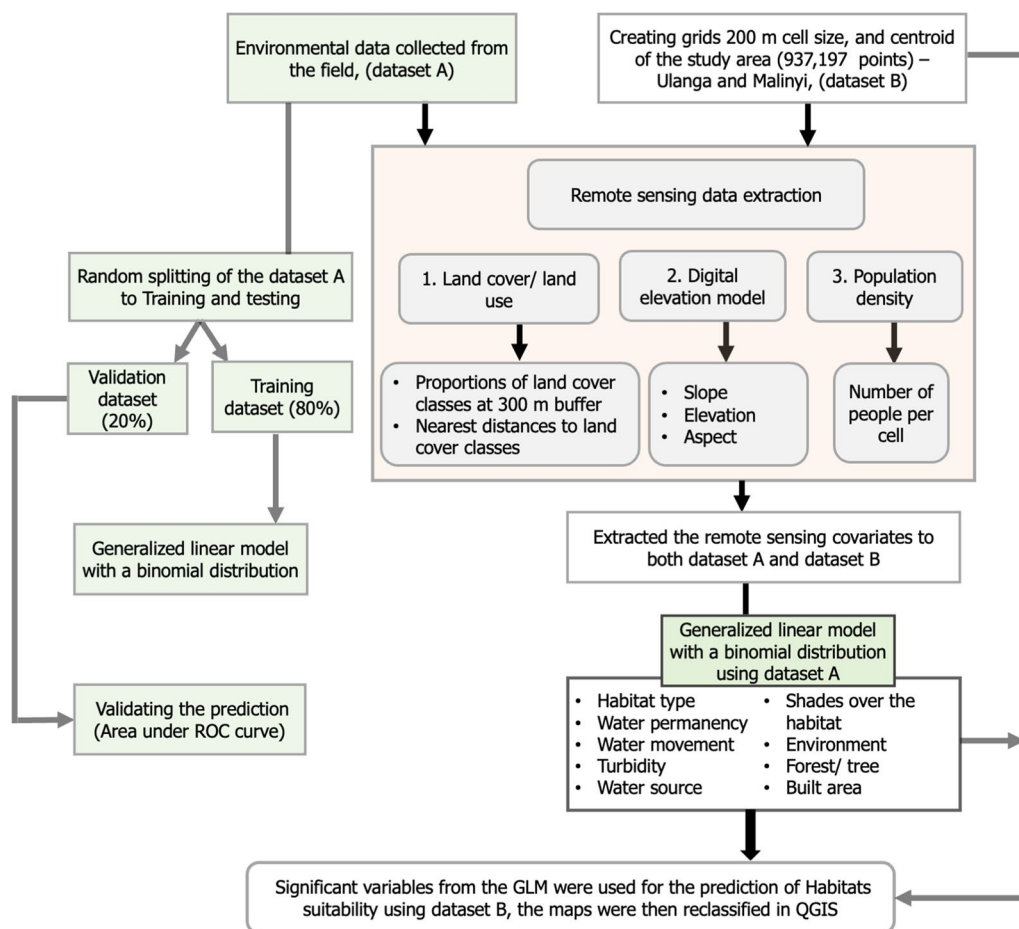 Environmental data collected from
the field, (dataset A)
Creating grids 200 m cell size, and centroid
of the study area (937,197 points) –
Ulanga and Malinyi, (dataset B)
Remote sensing data extraction
Random splitting of the dataset A
to Training and testing
1. Land cover/ land
use
2. Digital
elevation model
3. Population
density
Validation
dataset
(20%)
Training
dataset (80%)
• Proportions of land cover
classes at 300 m buffer
• Nearest distances to land
cover classes
• Slope
• Elevation
• Aspect
Number of
people per
cell
Generalized linear model
with a binomial distribution
Extracted the remote sensing covariates to
both dataset A and dataset B
Generalized linear model
with a binomial distribution
using dataset A
Validating the prediction
(Area under ROC curve)
• Habitat type
• Water permanency
• Water movement
• Turbidity
• Water source
• Shades over the
habitat
• Environment
• Forest/ tree
• Built area
Significant variables from the GLM were used for the prediction of Habitats
suitability using dataset B, the maps were then reclassified in QGIS